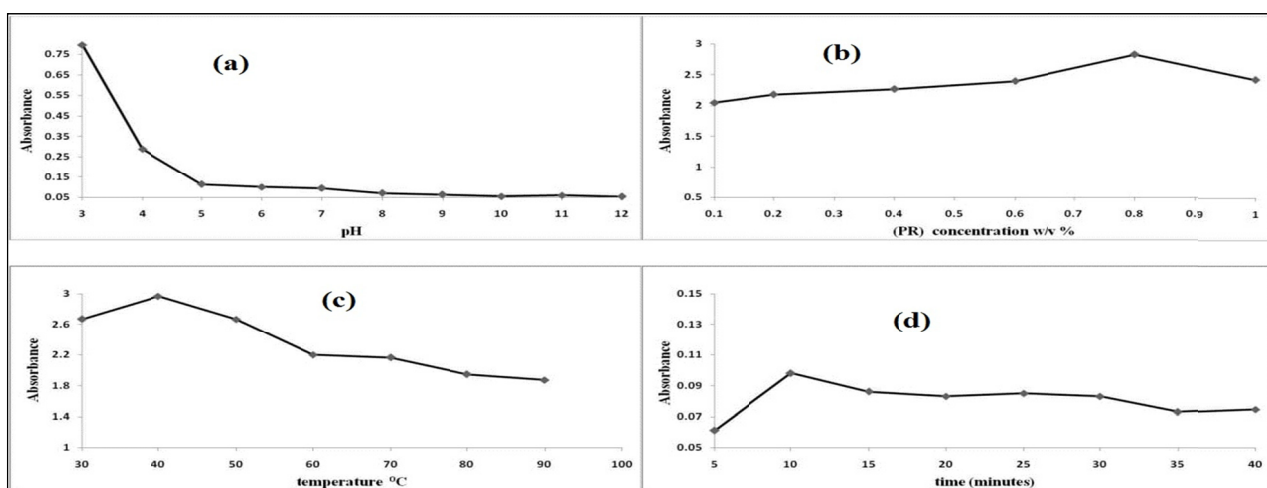 (a)
Absorbance
0.75
0.65
0.55
0.45
0.35
0.25
0.15
0.05
3 4 5 6 7 8 9 10 11 12
pH
(b)
Absorbance
3
2.5
2
1.5
1
0.5
0.1 0.2 0.3 0.4 0.5 0.6 0.7 0.8 0.9 1
(PR) concentration w/v %
(c)
Absorbance
3
2.6
2.2
1.8
1.4
1
30 40 50 60 70 80 90 100
temperature ⁰C
(d)
Absorbance
0.15
0.13
0.11
0.09
0.07
0.05
5 10 15 20 25 30 35 40
time (minutes)